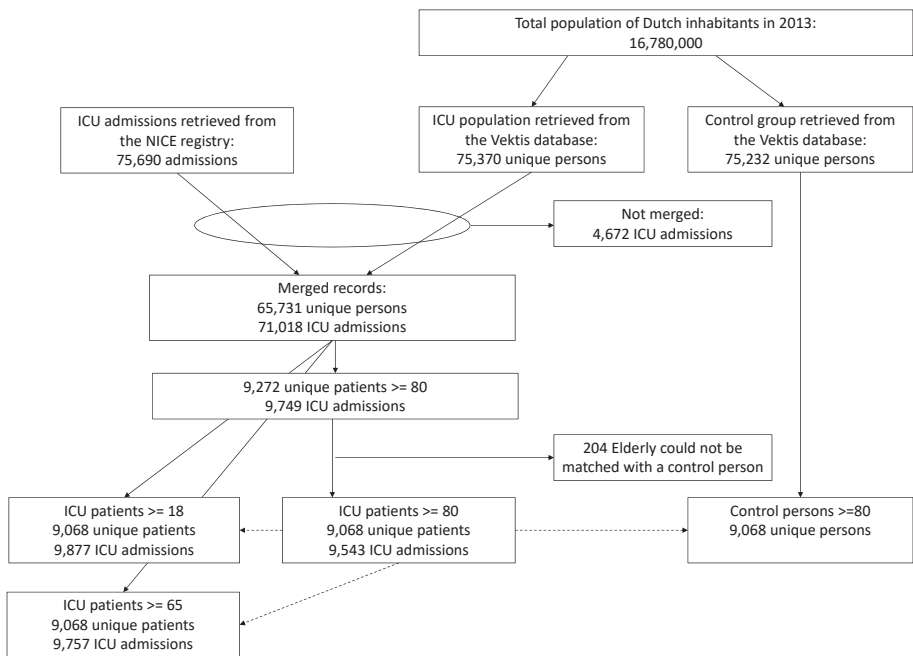 Total population of Dutch inhabitants in 2013:
16,780,000
ICU admissions retrieved from
the NICE registry:
75,690 admissions
ICU population retrieved from
the Vektis database:
75,370 unique persons
Control group retrieved from
the Vektis database:
75,232 unique persons
Not merged:
4,672 ICU admissions
Merged records:
65,731 unique persons
71,018 ICU admissions
9,272 unique patients >= 80
9,749 ICU admissions
204 Elderly could not be
matched with a control person
ICU patients >= 18
9,068 unique patients
9,877 ICU admissions
ICU patients >= 80
9,068 unique patients
9,543 ICU admissions
Control persons >=80
9,068 unique persons
ICU patients >= 65
9,068 unique patients
9,757 ICU admissions